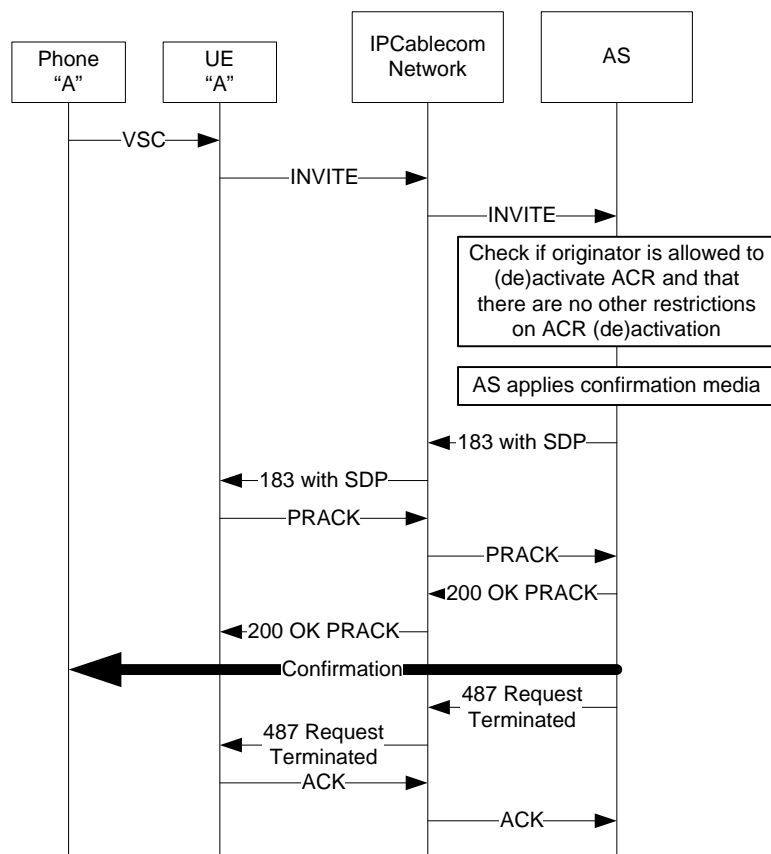 Phone
“A”
UE
“A”
IPCablecom
Network
AS
VSC
INVITE
INVITE
Check if originator is allowed to
(de)activate ACR and that
there are no other restrictions
on ACR (de)activation
AS applies confirmation media
183 with SDP
183 with SDP
PRACK
PRACK
200 OK PRACK
200 OK PRACK
Confirmation
487 Request
Terminated
487 Request
Terminated
ACK
ACK